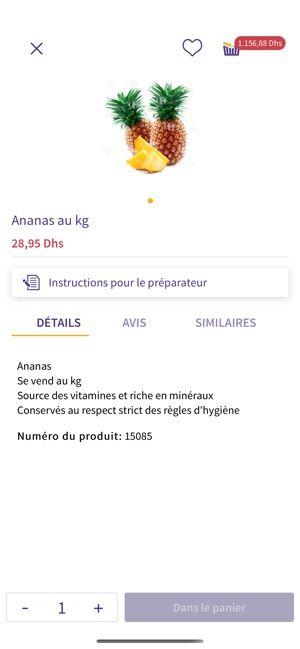 1.156,88 Dhs
Ananas au kg
28,95 Dhs
Instructions pour le préparateur
DÉTAILS AVIS SIMILAIRES
Ananas
Se vend au kg
Source des vitamines et riche en minéraux
Conservés au respect strict des règles d'hygiène
Numéro du produit: 15085
- 1 + Dans le panier